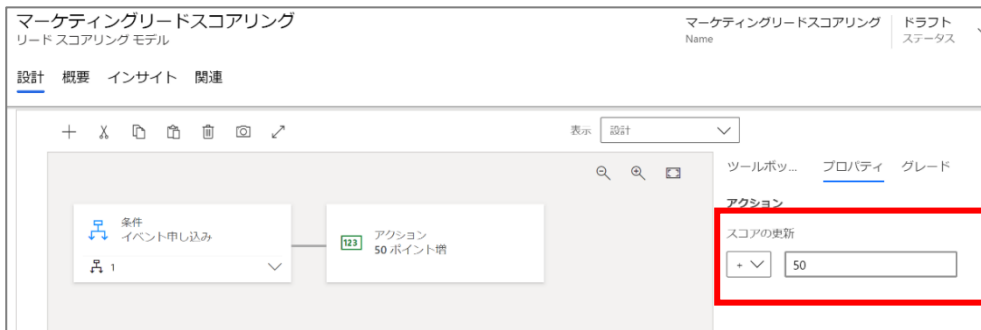 マーケティングリードスコアリング
リード スコアリング モデル
マーケティングリードスコアリング
Name
ドラフト
ステータス
設計 概要 インサイト 関連
表示 設計
ツールボッ... プロパティ グレード
条件
イベント申し込み
1
123
アクション
50 ポイント増
アクション
スコアの更新
+ 50